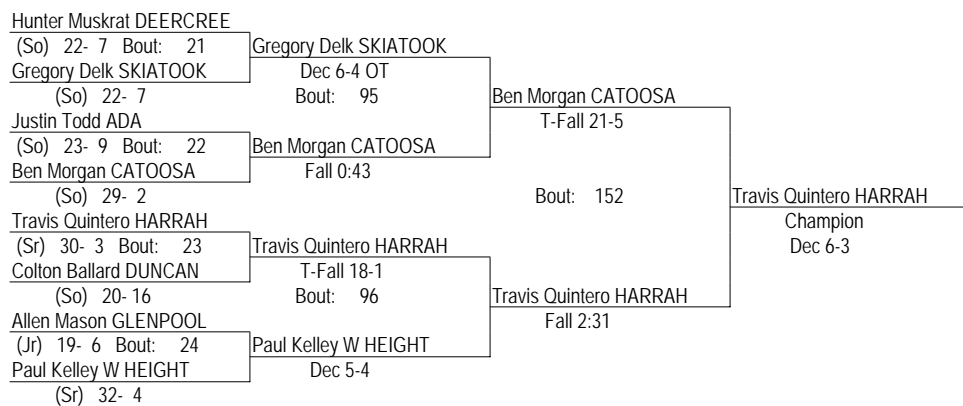 Hunter Muskrat DEERCREE
(So) 22- 7 Bout: 21
Gregory Delk SKIATOOK
Gregory Delk SKIATOOK
Dec 6-4 OT
(So) 22- 7
Bout: 95
Ben Morgan CATOOSA
T-Fall 21-5
Justin Todd ADA
(So) 23- 9 Bout: 22
Ben Morgan CATOOSA
Ben Morgan CATOOSA
Fall 0:43
(So) 29- 2
Bout: 152
Travis Quintero HARRAH
Champion
Dec 6-3
Travis Quintero HARRAH
(Sr) 30- 3 Bout: 23
Travis Quintero HARRAH
Colton Ballard DUNCAN
T-Fall 18-1
(So) 20- 16
Bout: 96
Travis Quintero HARRAH
Fall 2:31
Allen Mason GLENPOOL
(Jr) 19- 6 Bout: 24
Paul Kelley W HEIGHT
Paul Kelley W HEIGHT
Dec 5-4
(Sr) 32- 4